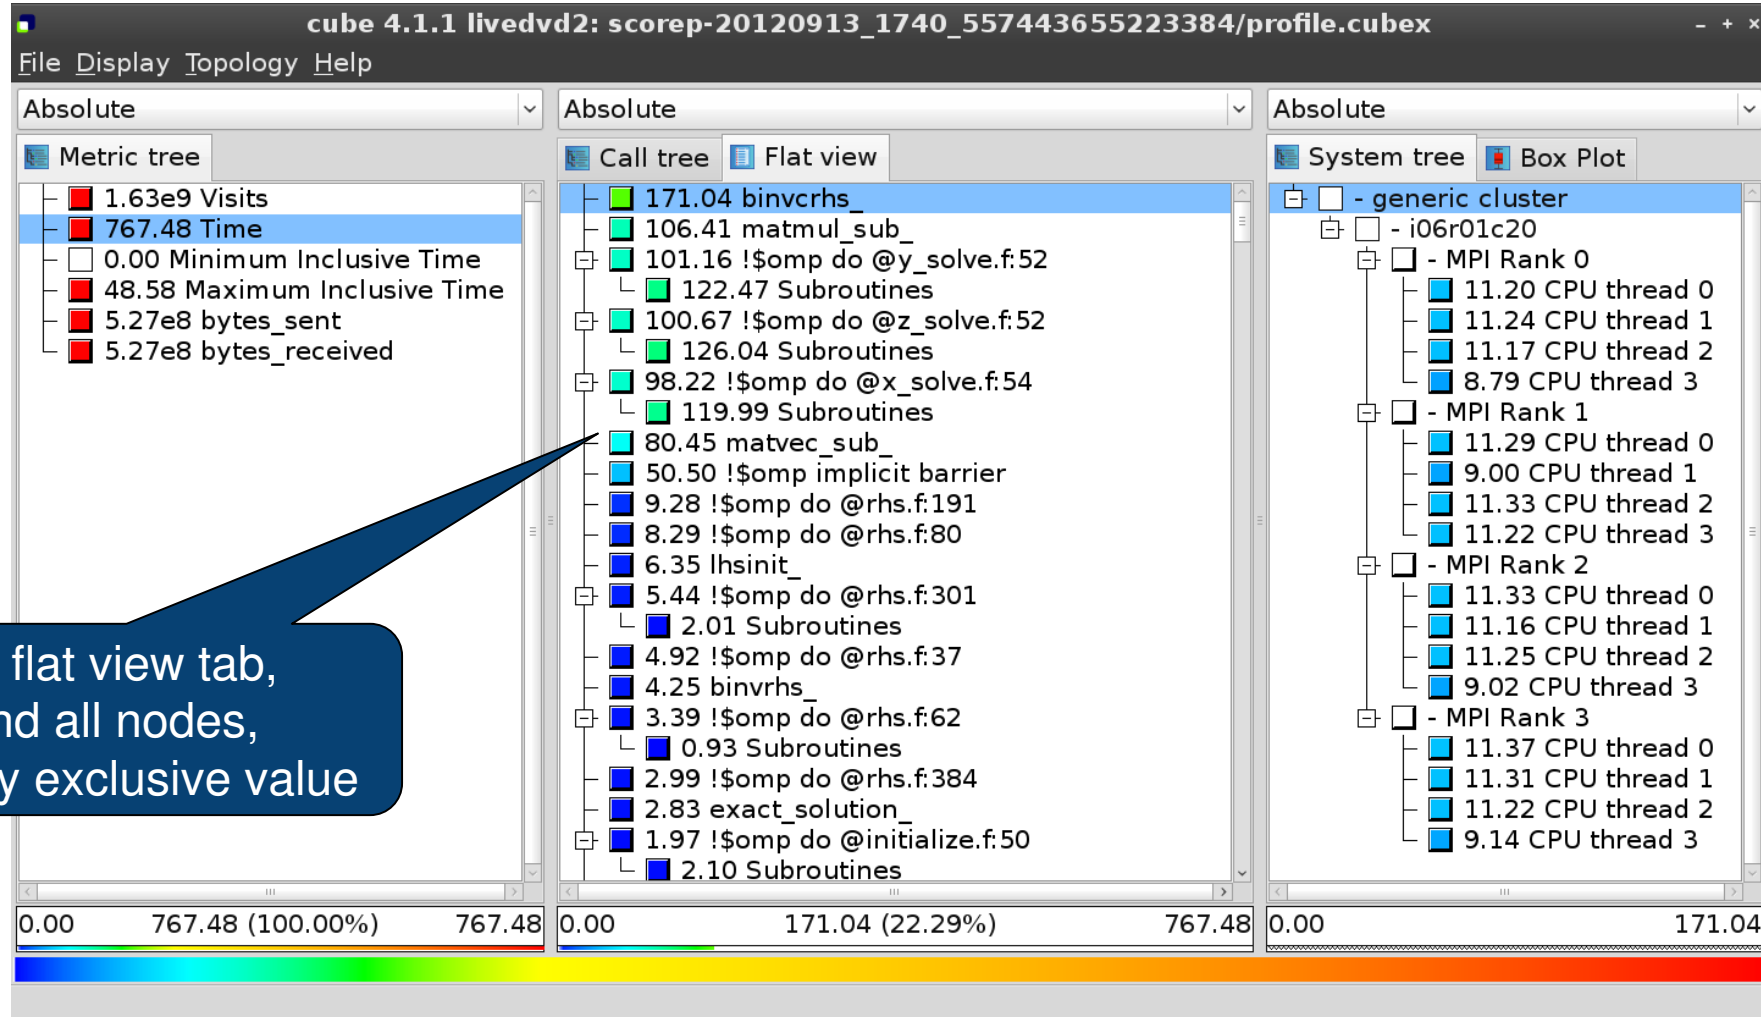 cube 4.1.1 livedvd2: scorep-20120913_1740_557443655223384/profile.cubex
File Display Topology Help
Absolute
Metric tree
1.63e9 Visits
767.48 Time
0.00 Minimum Inclusive Time
48.58 Maximum Inclusive Time
5.27e8 bytes_sent
5.27e8 bytes_received
0.00 767.48 (100.00%) 767.48
Absolute
Call tree Flat view
171.04 binvcrhs_
106.41 matmul_sub_
101.16 !$omp do @y_solve.f:52
122.47 Subroutines
100.67 !$omp do @z_solve.f:52
126.04 Subroutines
98.22 !$omp do @x_solve.f:54
119.99 Subroutines
80.45 matvec_sub_
50.50 !$omp implicit barrier
9.28 !$omp do @rhs.f:191
8.29 !$omp do @rhs.f:80
6.35 lhsinit_
5.44 !$omp do @rhs.f:301
2.01 Subroutines
4.92 !$omp do @rhs.f:37
4.25 binvrhs_
3.39 !$omp do @rhs.f:62
0.93 Subroutines
2.99 !$omp do @rhs.f:384
2.83 exact_solution_
1.97 !$omp do @initialize.f:50
2.10 Subroutines
0.00 171.04 (22.29%) 767.48
Absolute
System tree Box Plot
- generic cluster
- i06r01c20
- MPI Rank 0
11.20 CPU thread 0
11.24 CPU thread 1
11.17 CPU thread 2
8.79 CPU thread 3
- MPI Rank 1
11.29 CPU thread 0
9.00 CPU thread 1
11.33 CPU thread 2
11.22 CPU thread 3
- MPI Rank 2
11.33 CPU thread 0
11.16 CPU thread 1
11.25 CPU thread 2
9.02 CPU thread 3
- MPI Rank 3
11.37 CPU thread 0
11.31 CPU thread 1
11.22 CPU thread 2
9.14 CPU thread 3
0.00 171.04
flat view tab,
nd all nodes,
y exclusive value